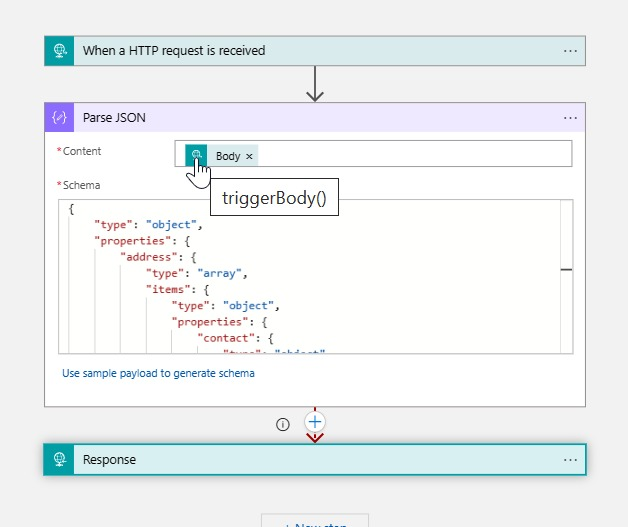 When a HTTP request is received
...
{/} Parse JSON
...
*Content
Body ×
triggerBody()
*Schema
{
"type": "object",
"properties": {
"address": {
"type": "array",
"items": {
"type": "object",
"properties": {
"contact": {
"type": "object"
Use sample payload to generate schema
Response
...
+ New step